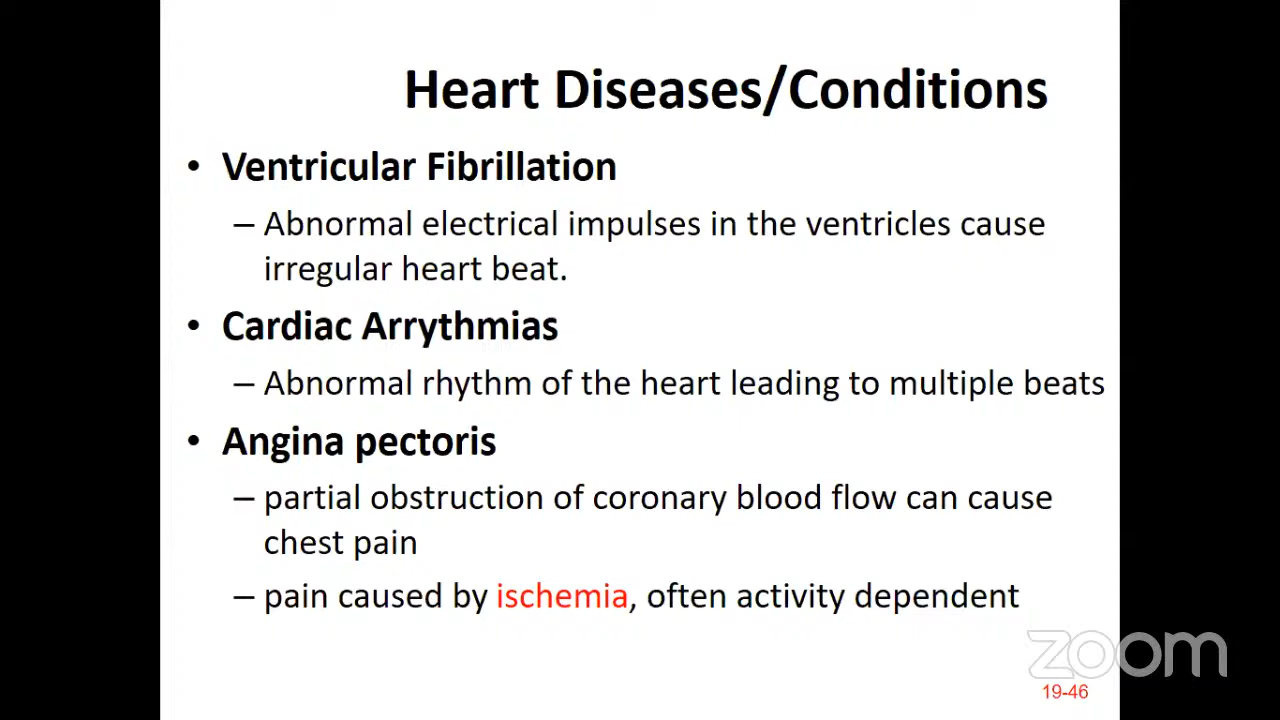 Heart Diseases/Conditions
• Ventricular Fibrillation
– Abnormal electrical impulses in the ventricles cause
irregular heart beat.
• Cardiac Arrythmias
– Abnormal rhythm of the heart leading to multiple beats
• Angina pectoris
– partial obstruction of coronary blood flow can cause
chest pain
– pain caused by ischemia, often activity dependent
zoom
19-46